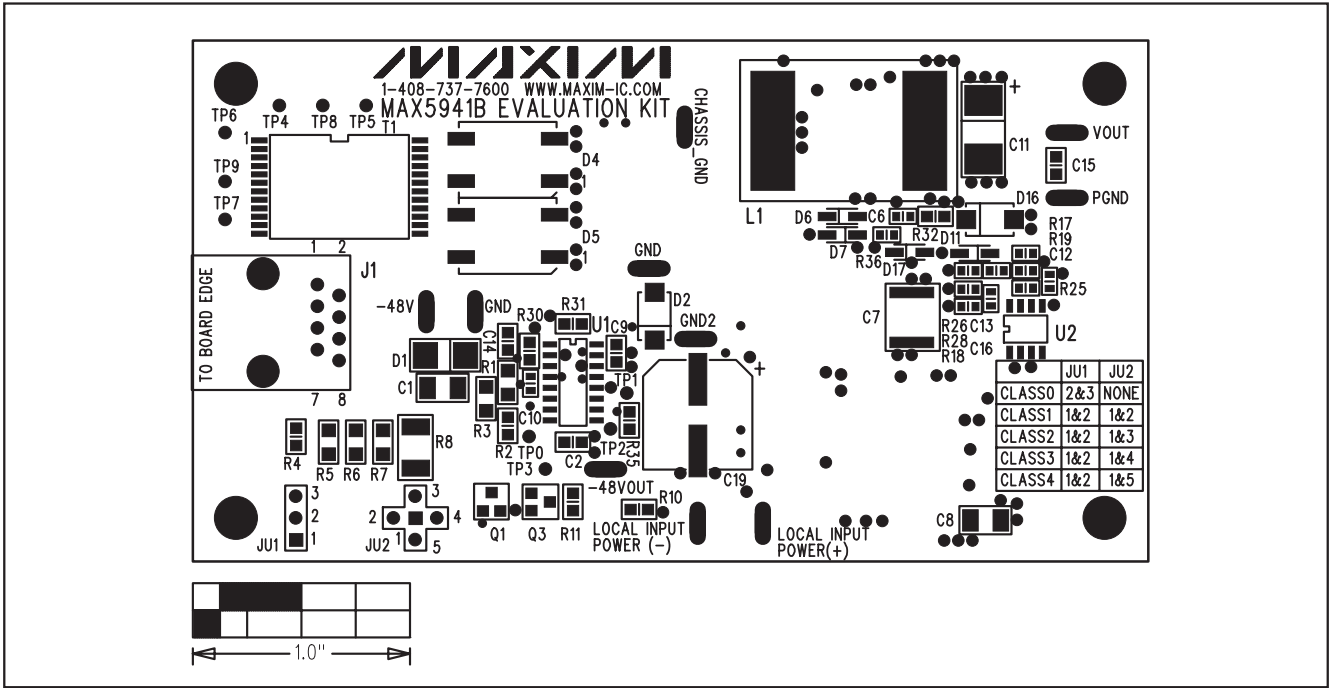 MAXIM
1-408-737-7600 WWW.MAXIM-IC.COM
MAX5941B EVALUATION KIT
TP6
TP4
TP8
TP5
T1
1
TP9
TP7
1 2
J1
TO BOARD EDGE
7 8
D4
1
D5
1
CHASSIS_GND
L1
+
C11
VOUT
C15
PGND
D16
D6
C6
R32
D11
D7
R36
D17
R17
R19
C12
R25
C7
R26
R28
R18
C13
C16
U2
-48V
GND
R30
R31
U1
C9
GND
D2
GND2
C14
D1
R1
C1
R3
C10
R2
TP0
TP3
C2
TP1
TP2
R35
+
C19
-48VOUT
R4
R5
R6
R7
R8
3
2
1
JU1
3
2
4
1
5
JU2
Q1
Q3
R11
R10
LOCAL INPUT
POWER (-)
LOCAL INPUT
POWER(+)
C8
JU1 JU2
CLASS0 2&3 NONE
CLASS1 1&2 1&2
CLASS2 1&2 1&3
CLASS3 1&2 1&4
CLASS4 1&2 1&5
1.0"